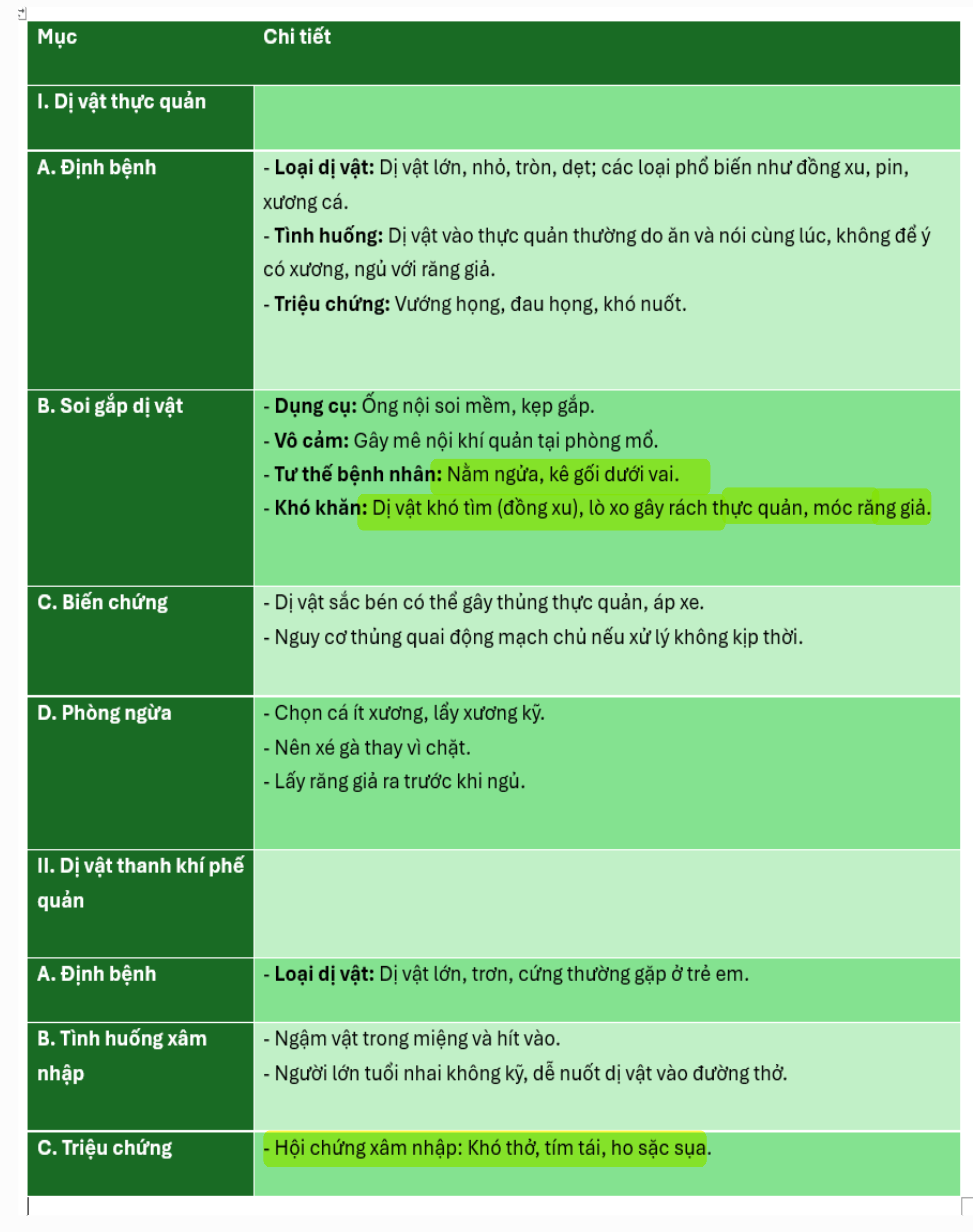 Mục Chi tiết
I. Dị vật thực quản
A. Định bệnh
- Loại dị vật: Dị vật lớn, nhỏ, tròn, dẹt; các loại phổ biến như đồng xu, pin,
xương cá.
- Tình huống: Dị vật vào thực quản thường do ăn và nói cùng lúc, không để ý
có xương, ngủ với răng giả.
- Triệu chứng: Vướng họng, đau họng, khó nuốt.
B. Soi gắp dị vật
- Dụng cụ: Ống nội soi mềm, kẹp gắp.
- Vô cảm: Gây mê nội khí quản tại phòng mổ.
- Tư thế bệnh nhân: Nằm ngửa, kê gối dưới vai.
- Khó khăn: Dị vật khó tìm (đồng xu), lò xo gây rách thực quản, móc răng giả.
C. Biến chứng
- Dị vật sắc bén có thể gây thủng thực quản, áp xe.
- Nguy cơ thủng quai động mạch chủ nếu xử lý không kịp thời.
D. Phòng ngừa
- Chọn cá ít xương, lẩy xương kỹ.
- Nên xé gà thay vì chặt.
- Lấy răng giả ra trước khi ngủ.
II. Dị vật thanh khí phế
quản
A. Định bệnh
- Loại dị vật: Dị vật lớn, trơn, cứng thường gặp ở trẻ em.
B. Tình huống xâm
nhập
- Ngậm vật trong miệng và hít vào.
- Người lớn tuổi nhai không kỹ, dễ nuốt dị vật vào đường thở.
C. Triệu chứng
- Hội chứng xâm nhập: Khó thở, tím tái, ho sặc sụa.